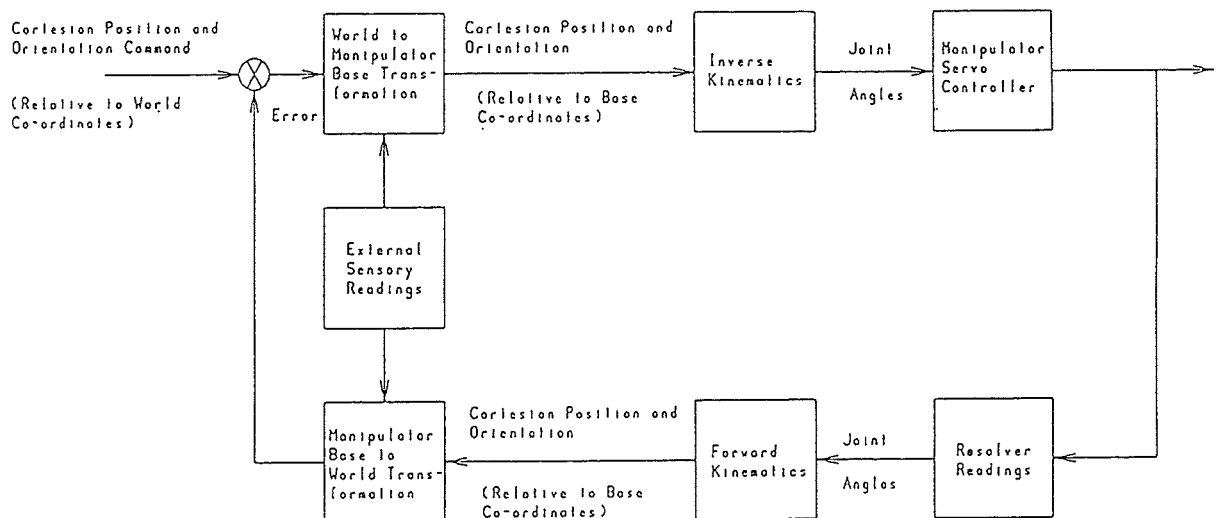 Cartesian Position and
Orientation Command
(Relative to World
Co-ordinates)
Error
World to
Manipulator
Base Trans-
formation
Cartesian Position and
Orientation
(Relative to Base
Co-ordinates)
Inverse
Kinematics
Joint
Angles
Manipulator
Servo
Controller
External
Sensory
Readings
Manipulator
Base to
World Trans-
formation
Cartesian Position and
Orientation
(Relative to Base
Co-ordinates)
Forward
Kinematics
Joint
Angles
Resolver
Readings